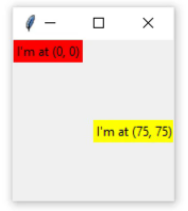 I'm at (0, 0)
I'm at (75, 75)